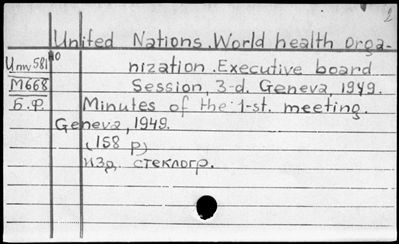 2
United Nations. World health Orga-
Инv 581 nization. Executive board
M668 Session, 3-d. Geneva, 1949.
Б.Ф. Minutes of the 1-st. meeting.
Geneva, 1949.
(158 p)
изд. стеклогр.